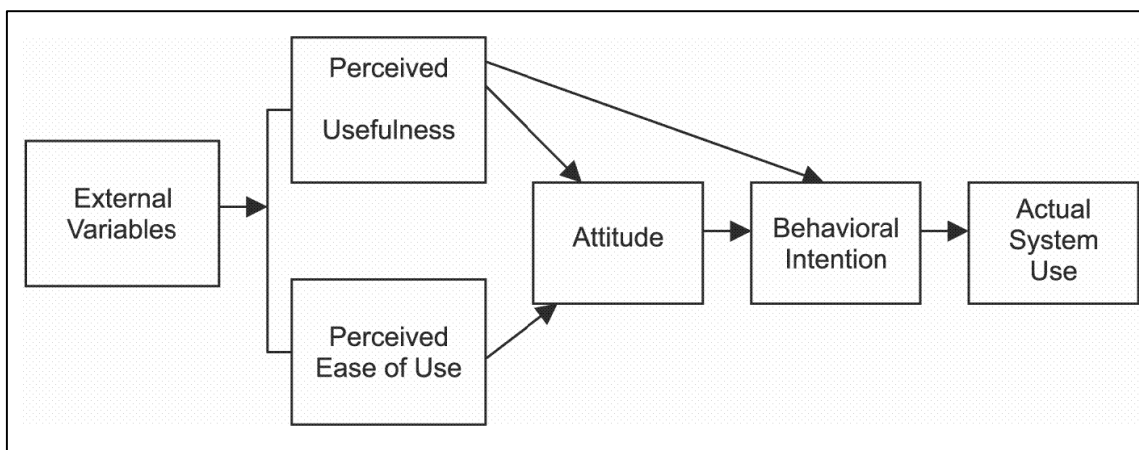 Perceived
Usefulness
External
Variables
Attitude
Behavioral
Intention
Actual
System
Use
Perceived
Ease of Use